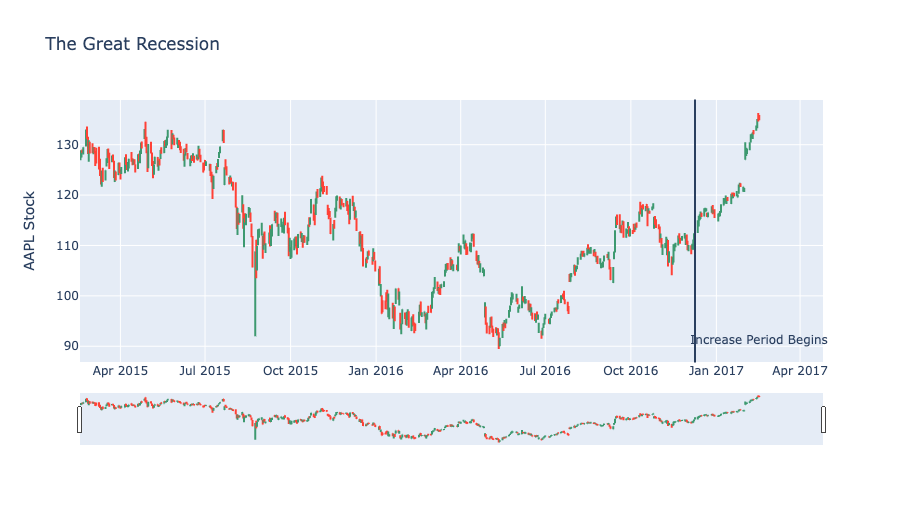 The Great Recession
AAPL Stock
130
120
110
100
90
Increase Period Begins
Apr 2015
Jul 2015
Oct 2015
Jan 2016
Apr 2016
Jul 2016
Oct 2016
Jan 2017
Apr 2017